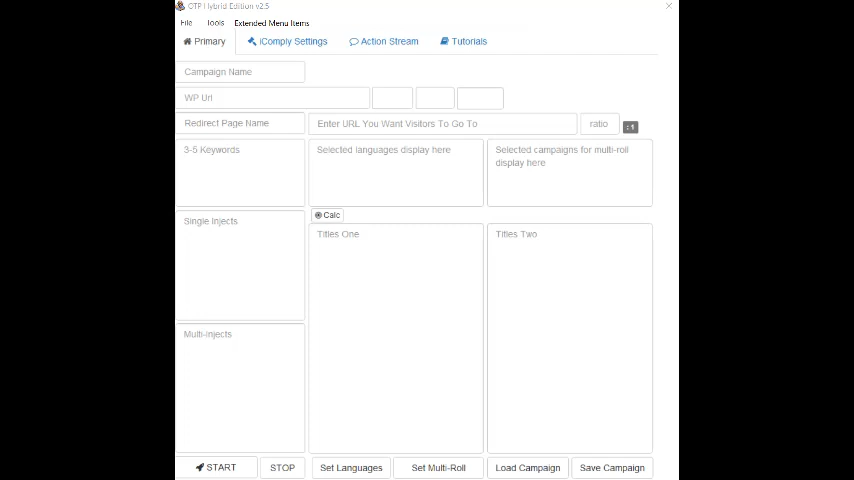 OTP Hybrid Edition v2.5
File Tools Extended Menu Items
Primary iComply Settings Action Stream Tutorials
Campaign Name
WP Url
Redirect Page Name Enter URL You Want Visitors To Go To ratio : 1
3-5 Keywords Selected languages display here Selected campaigns for multi-roll
display here
Calc
Single Injects
Titles One Titles Two
Multi-injects
START STOP Set Languages Set Multi-Roll Load Campaign Save Campaign